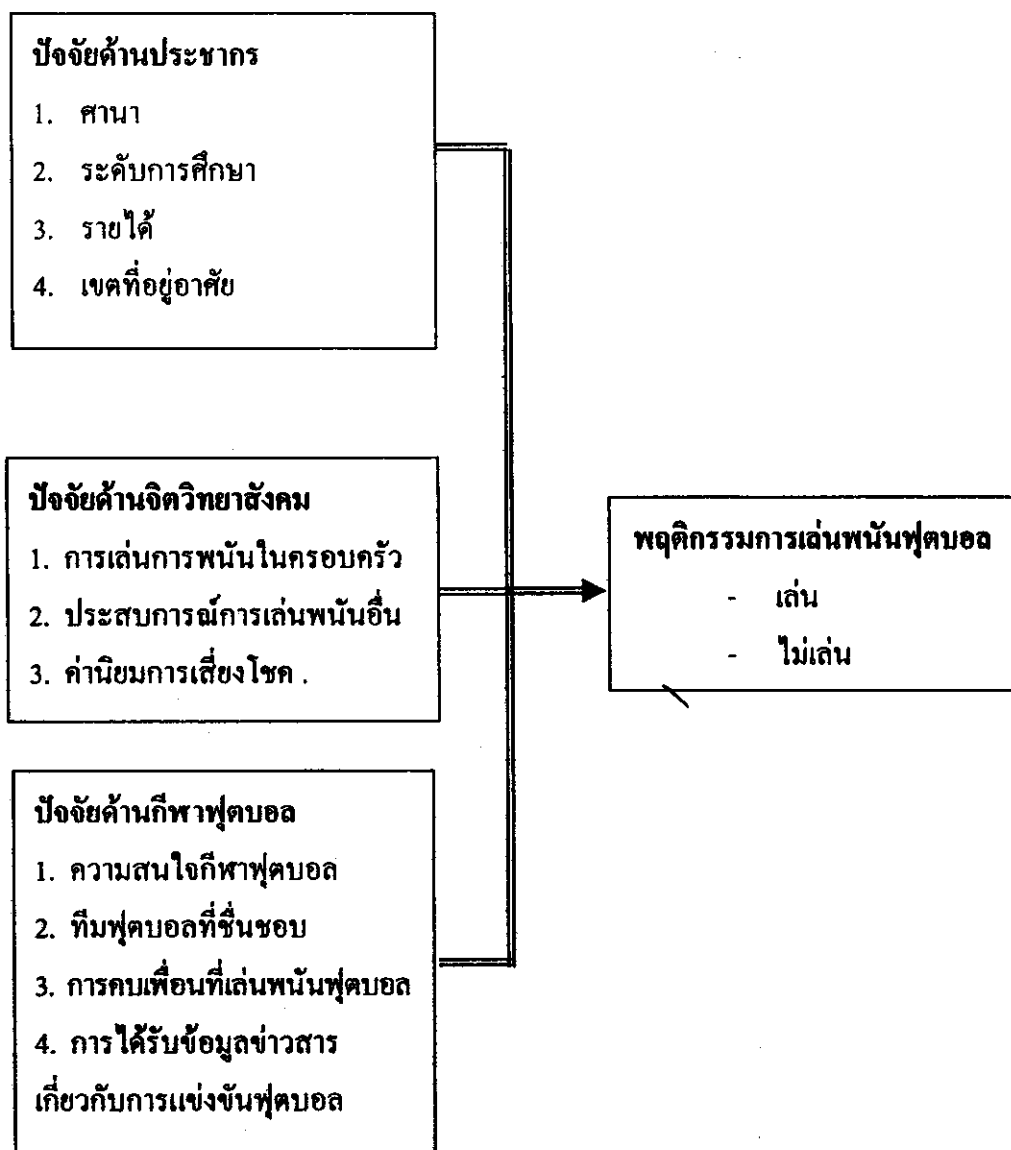 ปัจจัยด้านประชากร
1. ศานา
2. ระดับการศึกษา
3. รายได้
4. เขตที่อยู่อาศัย
ปัจจัยด้านจิตวิทยาสังคม
1. การเล่นการพนันในครอบครัว
2. ประสบการณ์การเล่นพนันอื่น
3. ค่านิยมการเสี่ยงโชค .
พฤติกรรมการเล่นพนันฟุตบอล
- เล่น
- ไม่เล่น
ปัจจัยด้านกีฬาฟุตบอล
1. ความสนใจกีฬาฟุตบอล
2. ทีมฟุตบอลที่ชื่นชอบ
3. การคบเพื่อนที่เล่นพนันฟุตบอล
4. การได้รับข้อมูลข่าวสาร
เกี่ยวกับการแข่งขันฟุตบอล